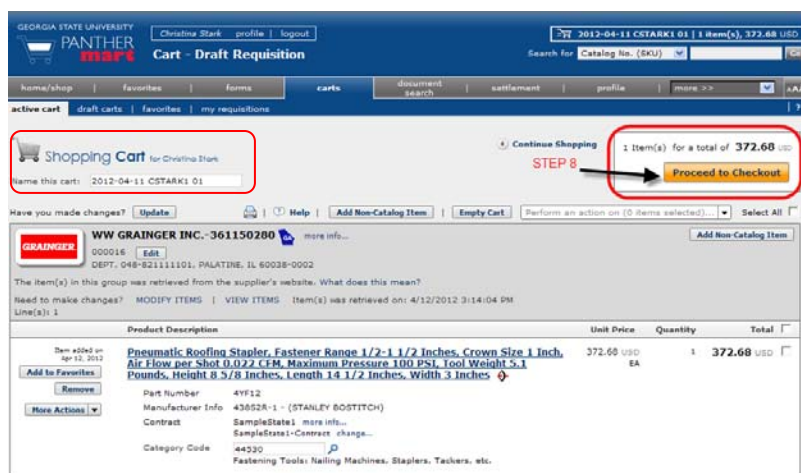 GEORGIA STATE UNIVERSITY
PANTHER
mart
Christina Stark profile | logout
2012-04-11 CSTARK1 01 | 1 item(s), 372.68 USD
Cart - Draft Requisition
Search for Catalog No. (SKU)
home/shop | favorites | forms carts document search | settlement | profile | more >>
active cart draft carts | favorites | my requisitions
Shopping Cart for Christina Stark
Continue Shopping
1 Item(s) for a total of 372.68 USD
STEP 8
Proceed to Checkout
Name this cart: 2012-04-11 CSTARK1 01
Have you made changes? Update | Help | Add Non-Catalog Item | Empty Cart Perform an action on (0 items selected)... Select All
GRAINGER
WW GRAINGER INC.-361150280 more info...
Add Non-Catalog Item
000016 Edit
DEPT. 048-821111101, PALATINE, IL 60038-0002
The item(s) in this group was retrieved from the supplier's website. What does this mean?
Need to make changes? MODIFY ITEMS | VIEW ITEMS Item(s) was retrieved on: 4/12/2012 3:14:04 PM
Line(s): 1
Product Description Unit Price Quantity Total
Item added on
Apr 12, 2012
Add to Favorites
Remove
More Actions
Pneumatic Roofing Stapler, Fastener Range 1/2-1 1/2 Inches, Crown Size 1 Inch,
Air Flow per Shot 0.022 CFM, Maximum Pressure 100 PSI, Tool Weight 5.1
Pounds, Height 8 5/8 Inches, Length 14 1/2 Inches, Width 3 Inches
372.68 USD 1 372.68 USD
EA
Part Number 4YF12
Manufacturer Info 438S2R-1 - (STANLEY BOSTITCH)
Contract SampleState1 more info...
SampleState1-Contract change...
Category Code 44530
Fastening Tools: Nailing Machines, Staplers, Tackers, etc.